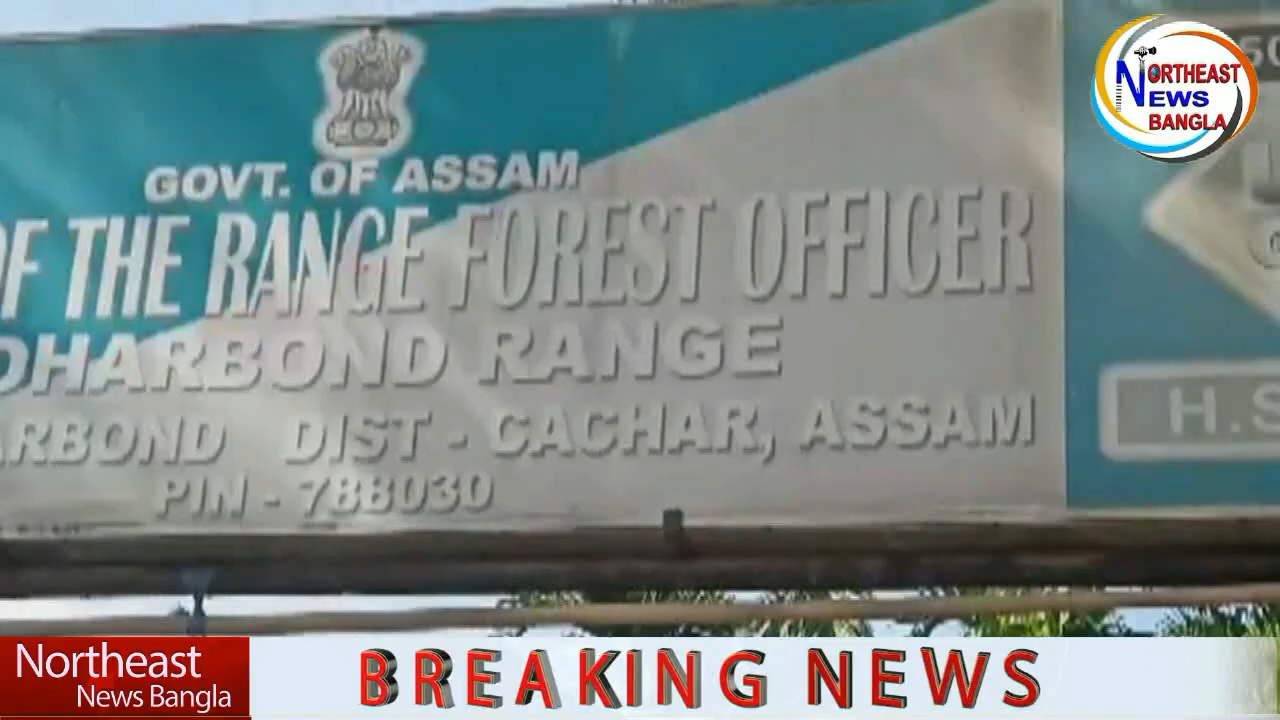 GOVT. OF ASSAM
OF THE RANGE FOREST OFFICER
DHARBOND RANGE
ARBOND DIST - CACHAR, ASSAM
PIN - 788030
H.S
NORTHEAST
NEWS
BANGLA
Northeast
News Bangla
BREAKING NEWS